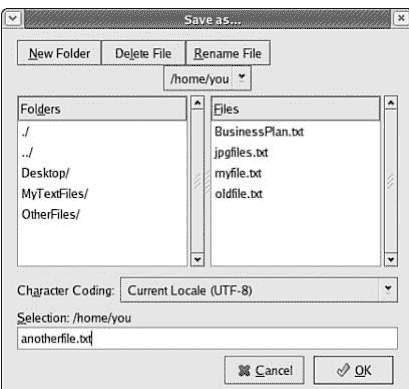 Save as...
New Folder Delete File Rename File
/home/you
Folders
./
../
Desktop/
MyTextFiles/
OtherFiles/
Files
BusinessPlan.txt
jpgfiles.txt
myfile.txt
oldfile.txt
Character Coding: Current Locale (UTF-8)
Selection: /home/you
anotherfile.txt
Cancel OK